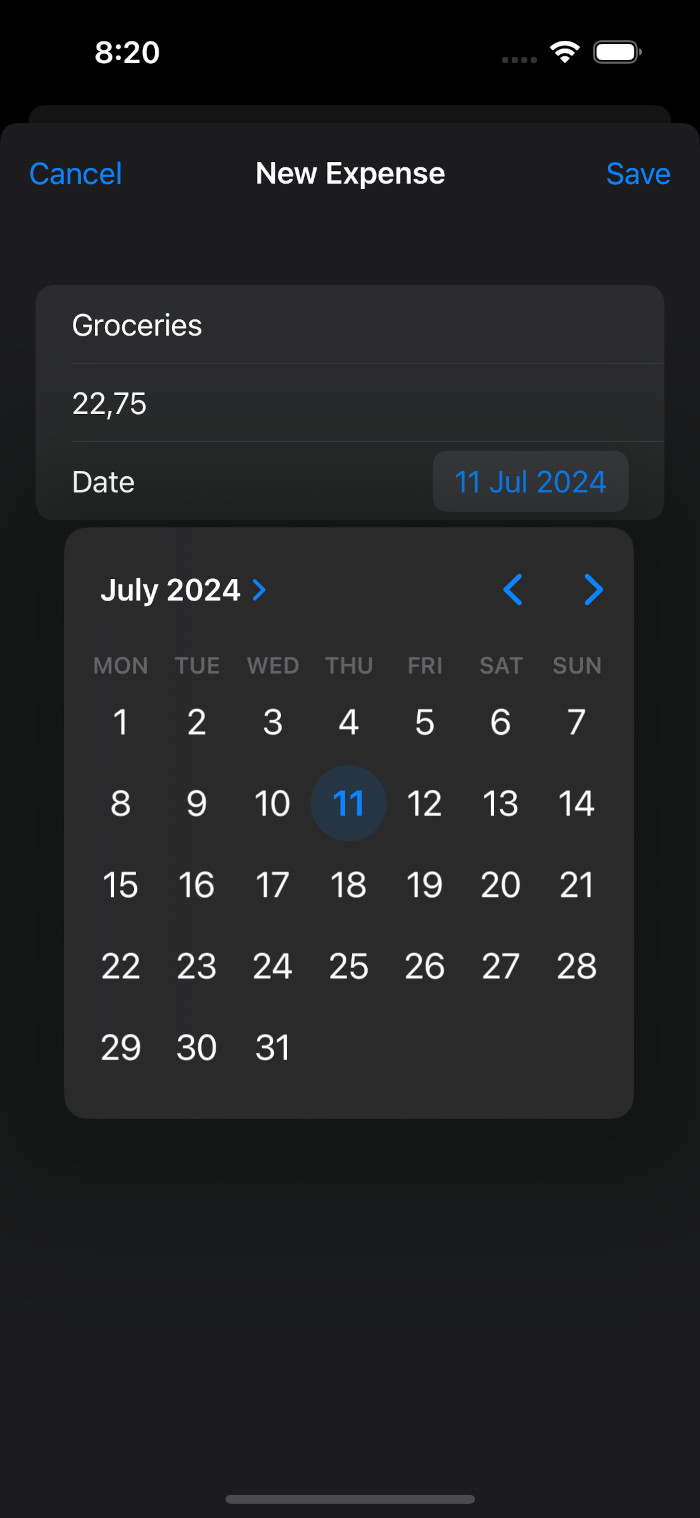 8:20
Cancel New Expense Save
Groceries
22,75
Date 11 Jul 2024
July 2024
MON TUE WED THU FRI SAT SUN
1 2 3 4 5 6 7
8 9 10 11 12 13 14
15 16 17 18 19 20 21
22 23 24 25 26 27 28
29 30 31